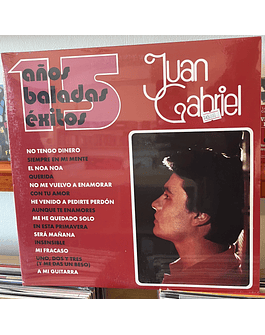 15
años
baladas
éxitos
Juan
Gabriel
NO TENGO DINERO
SIEMPRE EN MI MENTE
EL NOA NOA
QUERIDA
NO ME VUELVO A ENAMORAR
CON TU AMOR
HE VENIDO A PEDIRTE PERDÓN
AUNQUE TE ENAMORES
ME HE QUEDADO SOLO
EN ESTA PRIMAVERA
SERÁ MAÑANA
INSENSIBLE
MI FRACASO
UNO, DOS Y TRES
(Y ME DAS UN BESO)
A MI GUITARRA